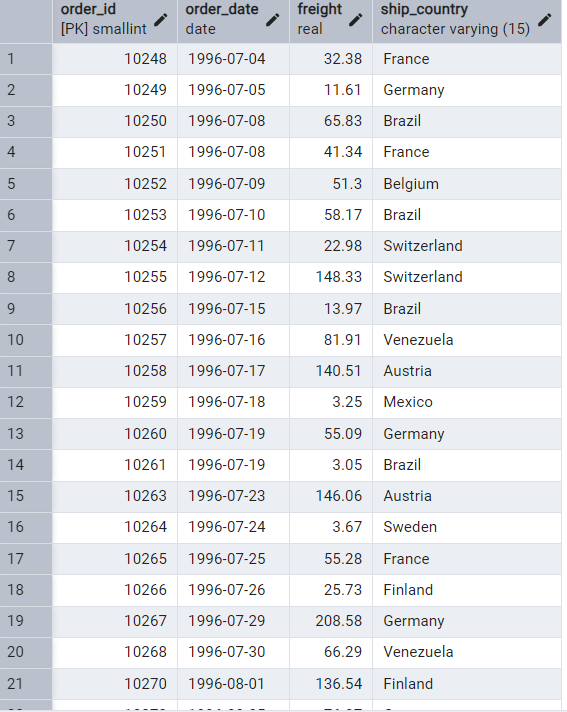 order_id order_date freight ship_country
[PK] smallint date real character varying (15)
1 10248 1996-07-04 32.38 France
2 10249 1996-07-05 11.61 Germany
3 10250 1996-07-08 65.83 Brazil
4 10251 1996-07-08 41.34 France
5 10252 1996-07-09 51.3 Belgium
6 10253 1996-07-10 58.17 Brazil
7 10254 1996-07-11 22.98 Switzerland
8 10255 1996-07-12 148.33 Switzerland
9 10256 1996-07-15 13.97 Brazil
10 10257 1996-07-16 81.91 Venezuela
11 10258 1996-07-17 140.51 Austria
12 10259 1996-07-18 3.25 Mexico
13 10260 1996-07-19 55.09 Germany
14 10261 1996-07-19 3.05 Brazil
15 10263 1996-07-23 146.06 Austria
16 10264 1996-07-24 3.67 Sweden
17 10265 1996-07-25 55.28 France
18 10266 1996-07-26 25.73 Finland
19 10267 1996-07-29 208.58 Germany
20 10268 1996-07-30 66.29 Venezuela
21 10270 1996-08-01 136.54 Finland